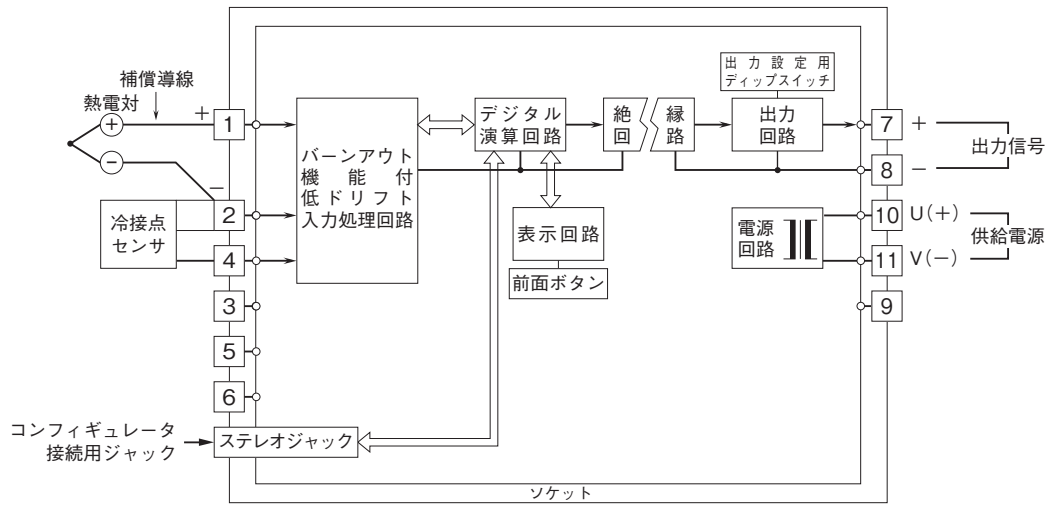 補償導線
熱電対
+
-
+
-
冷接点
センサ
1
2
4
3
5
6
コンフィギュレータ
接続用ジャック
ステレオジャック
バーンアウト
機能付
低ドリフト
入力処理回路
デジタル
演算回路
表示回路
前面ボタン
絶縁
回路
出力設定用
ディップスイッチ
出力
回路
電源
回路
7
8
10
11
9
+
-
出力信号
U(+)
V(-)
供給電源
ソケット